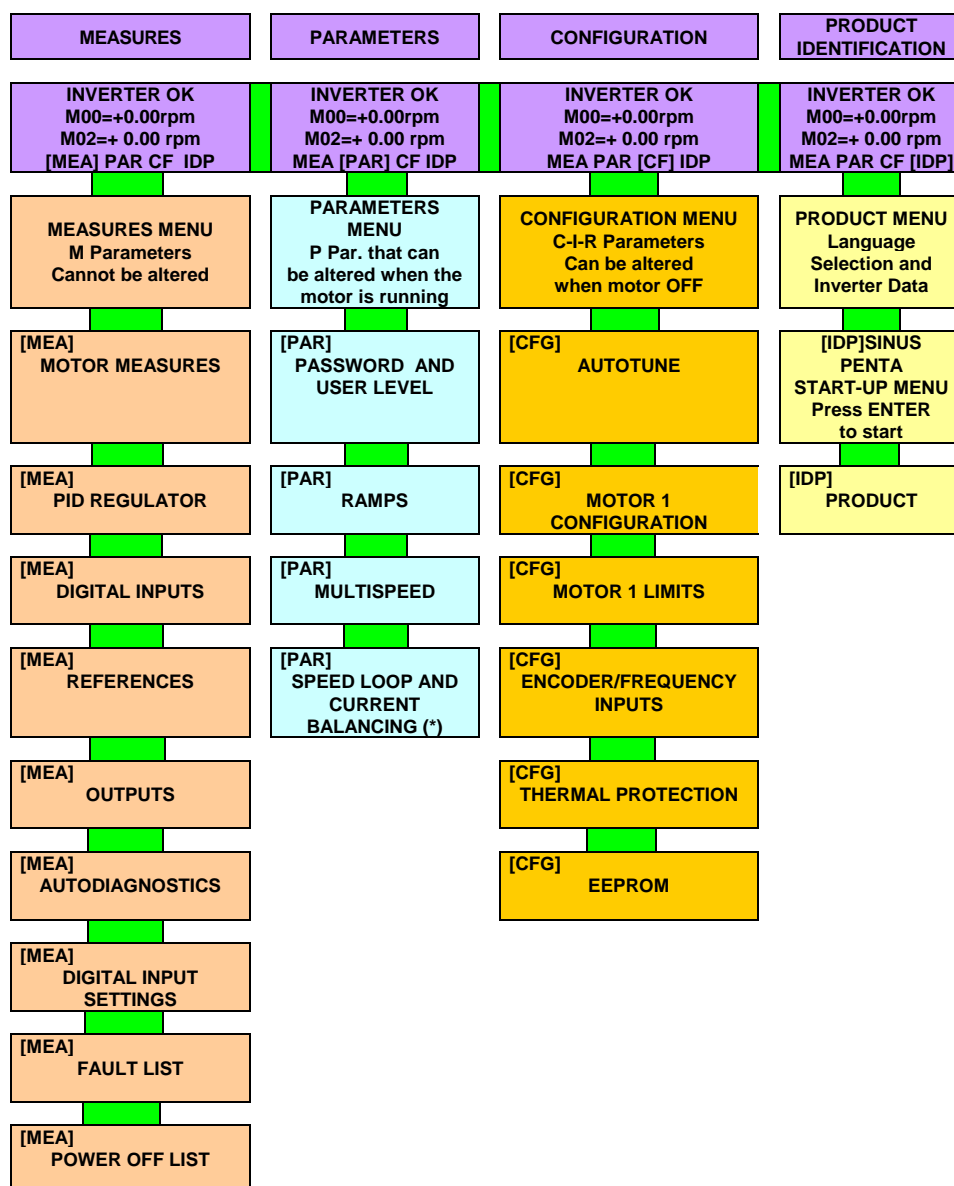 MEASURES
PARAMETERS
CONFIGURATION
PRODUCT
IDENTIFICATION
INVERTER OK
M00=+0.00rpm
M02=+ 0.00 rpm
[MEA] PAR CF  IDP
INVERTER OK
M00=+0.00rpm
M02=+ 0.00 rpm
MEA [PAR] CF IDP
INVERTER OK
M00=+0.00rpm
M02=+ 0.00 rpm
MEA PAR [CF] IDP
INVERTER OK
M00=+0.00rpm
M02=+ 0.00 rpm
MEA PAR CF [IDP]
MEASURES MENU
M Parameters
Cannot be altered
PARAMETERS
MENU
P Par. that can
be altered when the
motor is running
CONFIGURATION MENU
C-I-R Parameters
Can be altered
when motor OFF
PRODUCT MENU
Language
Selection and
Inverter Data
[MEA]
MOTOR MEASURES
[PAR]
PASSWORD  AND
USER LEVEL
[CFG]
AUTOTUNE
[IDP]SINUS
PENTA
START-UP MENU
Press ENTER
to start
[MEA]
PID REGULATOR
[PAR]
RAMPS
[CFG]
MOTOR 1
CONFIGURATION
[IDP]
PRODUCT
[MEA]
DIGITAL INPUTS
[PAR]
MULTISPEED
[CFG]
MOTOR 1 LIMITS
[MEA]
REFERENCES
[PAR]
SPEED LOOP AND
CURRENT
BALANCING (*)
[CFG]
ENCODER/FREQUENCY
INPUTS
[MEA]
OUTPUTS
[CFG]
THERMAL PROTECTION
[MEA]
AUTODIAGNOSTICS
[CFG]
EEPROM
[MEA]
DIGITAL INPUT
SETTINGS
[MEA]
FAULT LIST
[MEA]
POWER OFF LIST